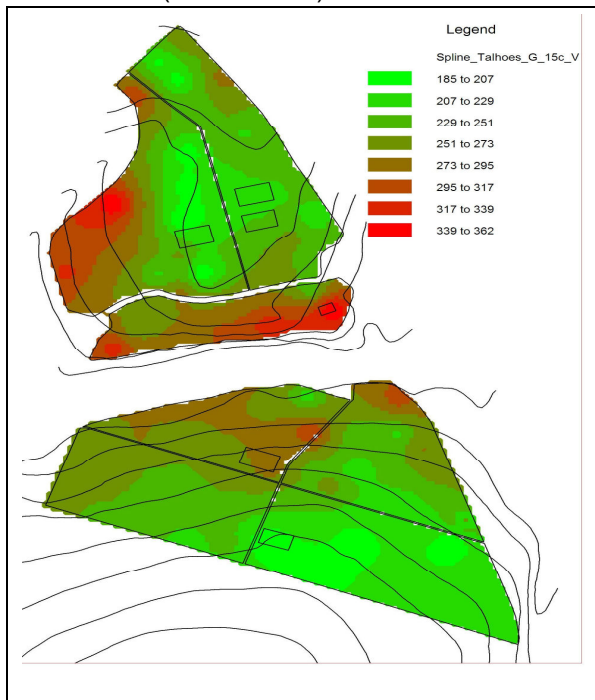 Legend
Spline_Talhoes_G_15c_V
185 to 207
207 to 229
229 to 251
251 to 273
273 to 295
295 to 317
317 to 339
339 to 362